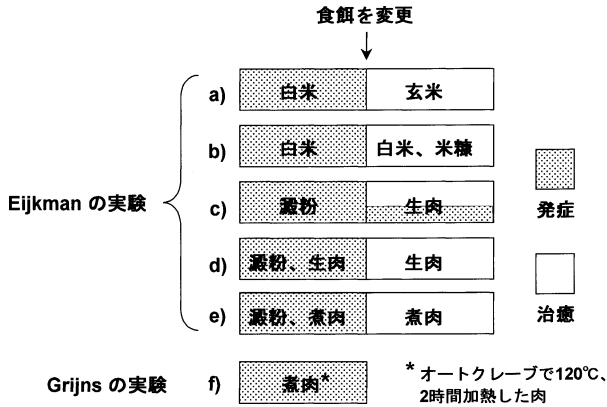 食餌を変更
Eijkman の実験
a) 白米 玄米
b) 白米 白米、米糠
c) 澱粉 生肉
d) 澱粉、生肉 生肉
e) 澱粉、煮肉 煮肉
発症
治癒
Grijns の実験 f) 煮肉*
* オートクレーブで120℃、
2時間加熱した肉